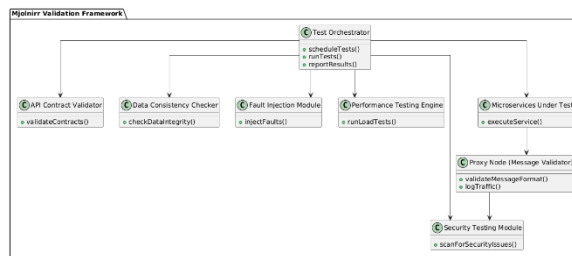 Mjolnirr Validation Framework
C Test Orchestrator
scheduleTests()
runTests()
reportResults()
C API Contract Validator
validateContracts()
C Data Consistency Checker
checkDataIntegrity()
C Fault Injection Module
injectFaults()
C Performance Testing Engine
runLoadTests()
C Microservices Under Test
executeService()
C Proxy Node (Message Validator)
validateMessageFormat()
logTraffic()
C Security Testing Module
scanForSecurityIssues()